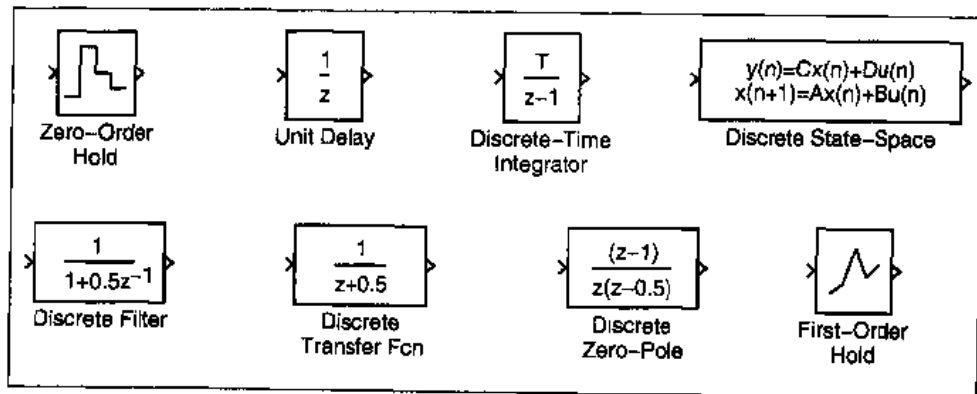 1
z
T
z−1
y(n)=Cx(n)+Du(n)
x(n+1)=Ax(n)+Bu(n)
Zero−Order
Hold
Unit Delay
Discrete−Time
Integrator
Discrete State−Space
1
1+0.5z−1
1
z+0.5
(z−1)
z(z−0.5)
Discrete Filter
Discrete
Transfer Fcn
Discrete
Zero−Pole
First−Order
Hold